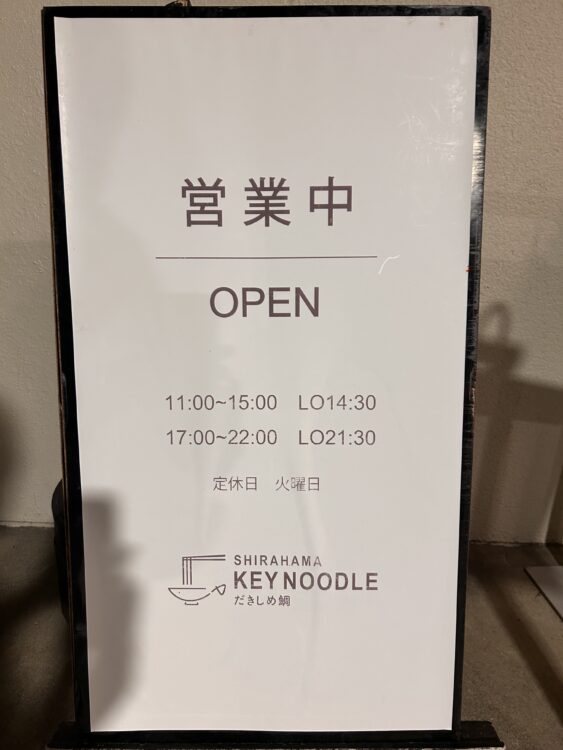 営業中
OPEN
11:00~15:00 LO14:30
17:00~22:00 LO21:30
定休日 火曜日
SHIRAHAMA
KEY NOODLE
だきしめ鯛